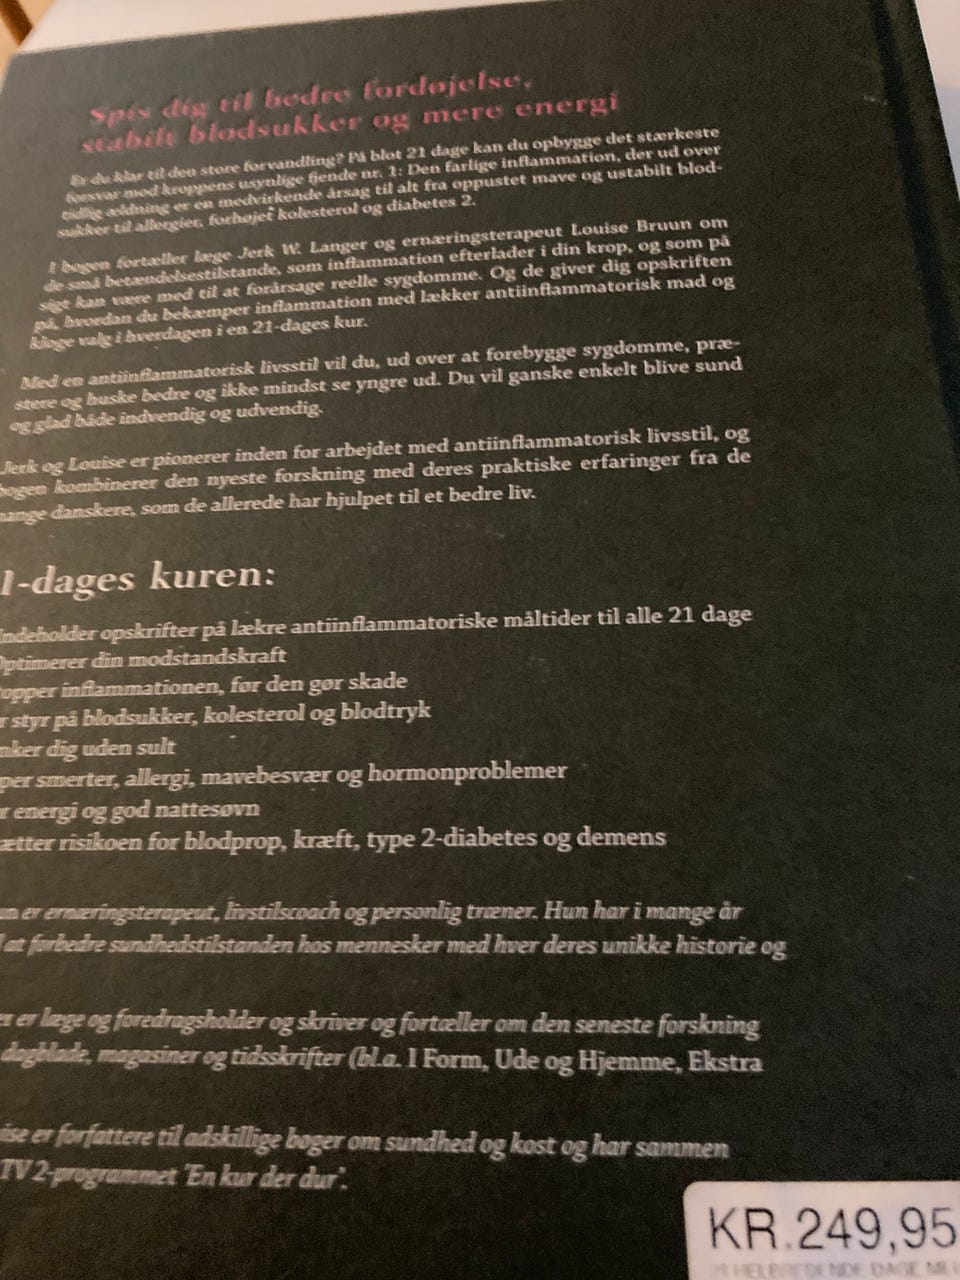 Spis dig til bedre fordøjelse,
stabilt blodsukker og mere energi
Er du klar til den store forvandling? På blot 21 dage kan du opbygge det stærkeste
forsvar mod kroppens usynlige fjende nr. 1: Den farlige inflammation, der ud over
tidlig ældning er en medvirkende årsag til alt fra oppustet mave og ustabilt blod-
sukker til allergier, forhøjet kolesterol og diabetes 2.
I bogen fortæller læge Jerk W. Langer og ernæringsterapeut Louise Bruun om
de små betændelsestilstande, som inflammation efterlader i din krop, og som på
sigt kan være med til at forårsage reelle sygdomme. Og de giver dig opskriften
på, hvordan du bekæmper inflammation med lækker antiinflammatorisk mad og
kloge valg i hverdagen i en 21-dages kur.
Med en antiinflammatorisk livsstil vil du, ud over at forebygge sygdomme, præ-
stere og huske bedre og ikke mindst se yngre ud. Du vil ganske enkelt blive sund
og glad både indvendig og udvendig.
Jerk og Louise er pionerer inden for arbejdet med antiinflammatorisk livsstil, og
bogen kombinerer den nyeste forskning med deres praktiske erfaringer fra de
mange danskere, som de allerede har hjulpet til et bedre liv.
1-dages kuren:
Indeholder opskrifter på lækre antiinflammatoriske måltider til alle 21 dage
Optimerer din modstandskraft
topper inflammationen, før den gør skade
r styr på blodsukker, kolesterol og blodtryk
nker dig uden sult
per smerter, allergi, mavebesvær og hormonproblemer
r energi og god nattesøvn
ætter risikoen for blodprop, kræft, type 2-diabetes og demens
un er ernæringsterapeut, livstilscoach og personlig træner. Hun har i mange år
at forbedre sundhedstilstanden hos mennesker med hver deres unikke historie og
er er læge og foredragsholder og skriver og fortæller om den seneste forskning
dagblade, magasiner og tidsskrifter (bl.a. I Form, Ude og Hjemme, Ekstra
ise er forfattere til adskillige bøger om sundhed og kost og har sammen
TV 2-programmet 'En kur der dur'.
KR.249,95